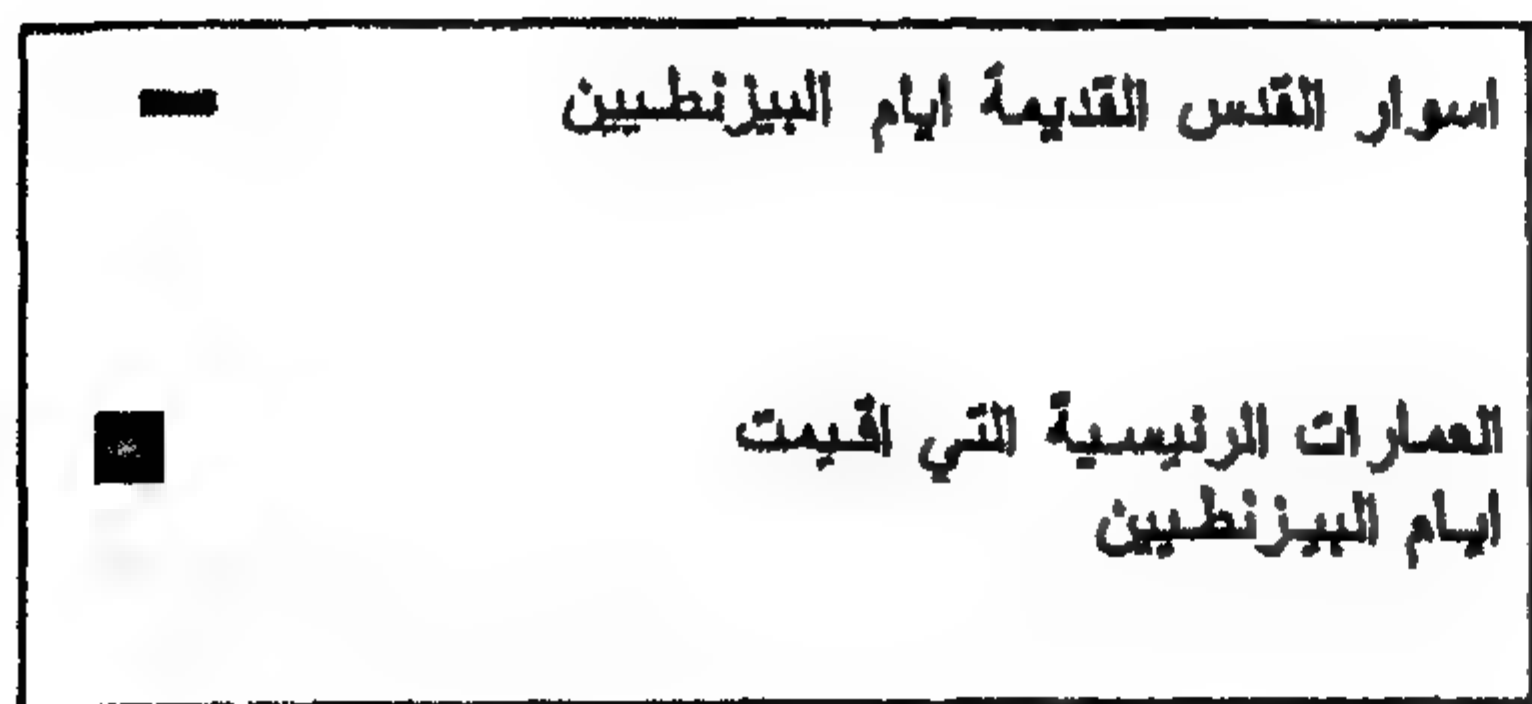 اسوار القدس القديمة ايام البيزنطيين
العمارات الرئيسية التي اقيمت
ايام البيزنطيين